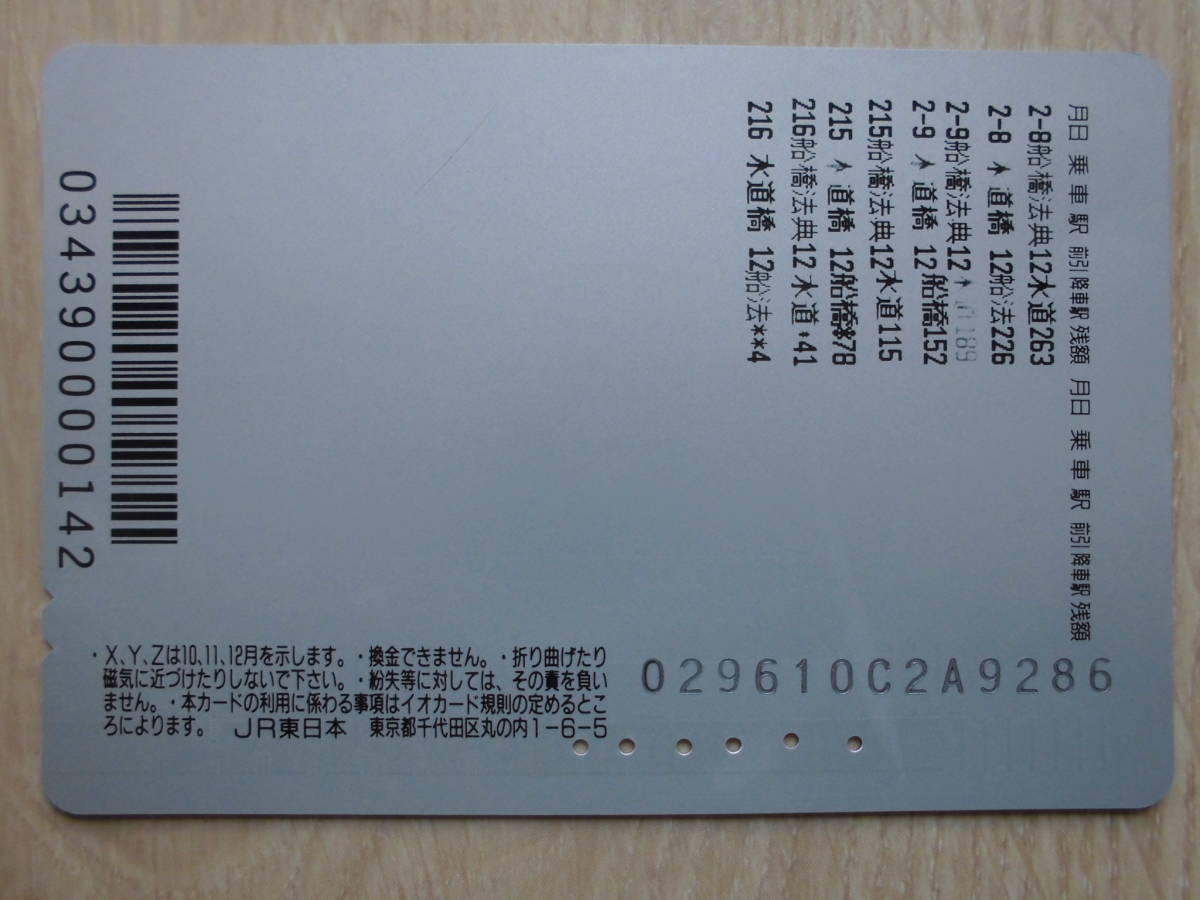 月日 乗車駅 前引 降車駅 残額 月日 乗車駅 前引 降車駅 残額
2-8船橋法典12水道263
2-8 道橋 12船法226
2-9船橋法典12 189
2-9 道橋 12船橋152
215船橋法典12水道115
215 道橋 12船橋*78
216船橋法典12水道*41
216 水道橋 12船法**4
0343900000142
029610C2A9286
・X、Y、Zは10、11、12月を示します。・換金できません。・折り曲げたり
磁気に近づけたりしないで下さい。・紛失等に対しては、その責を負い
ません。・本カードの利用に係わる事項はイオカード規則の定めるとこ
ろによります。 JR東日本 東京都千代田区丸の内1-6-5